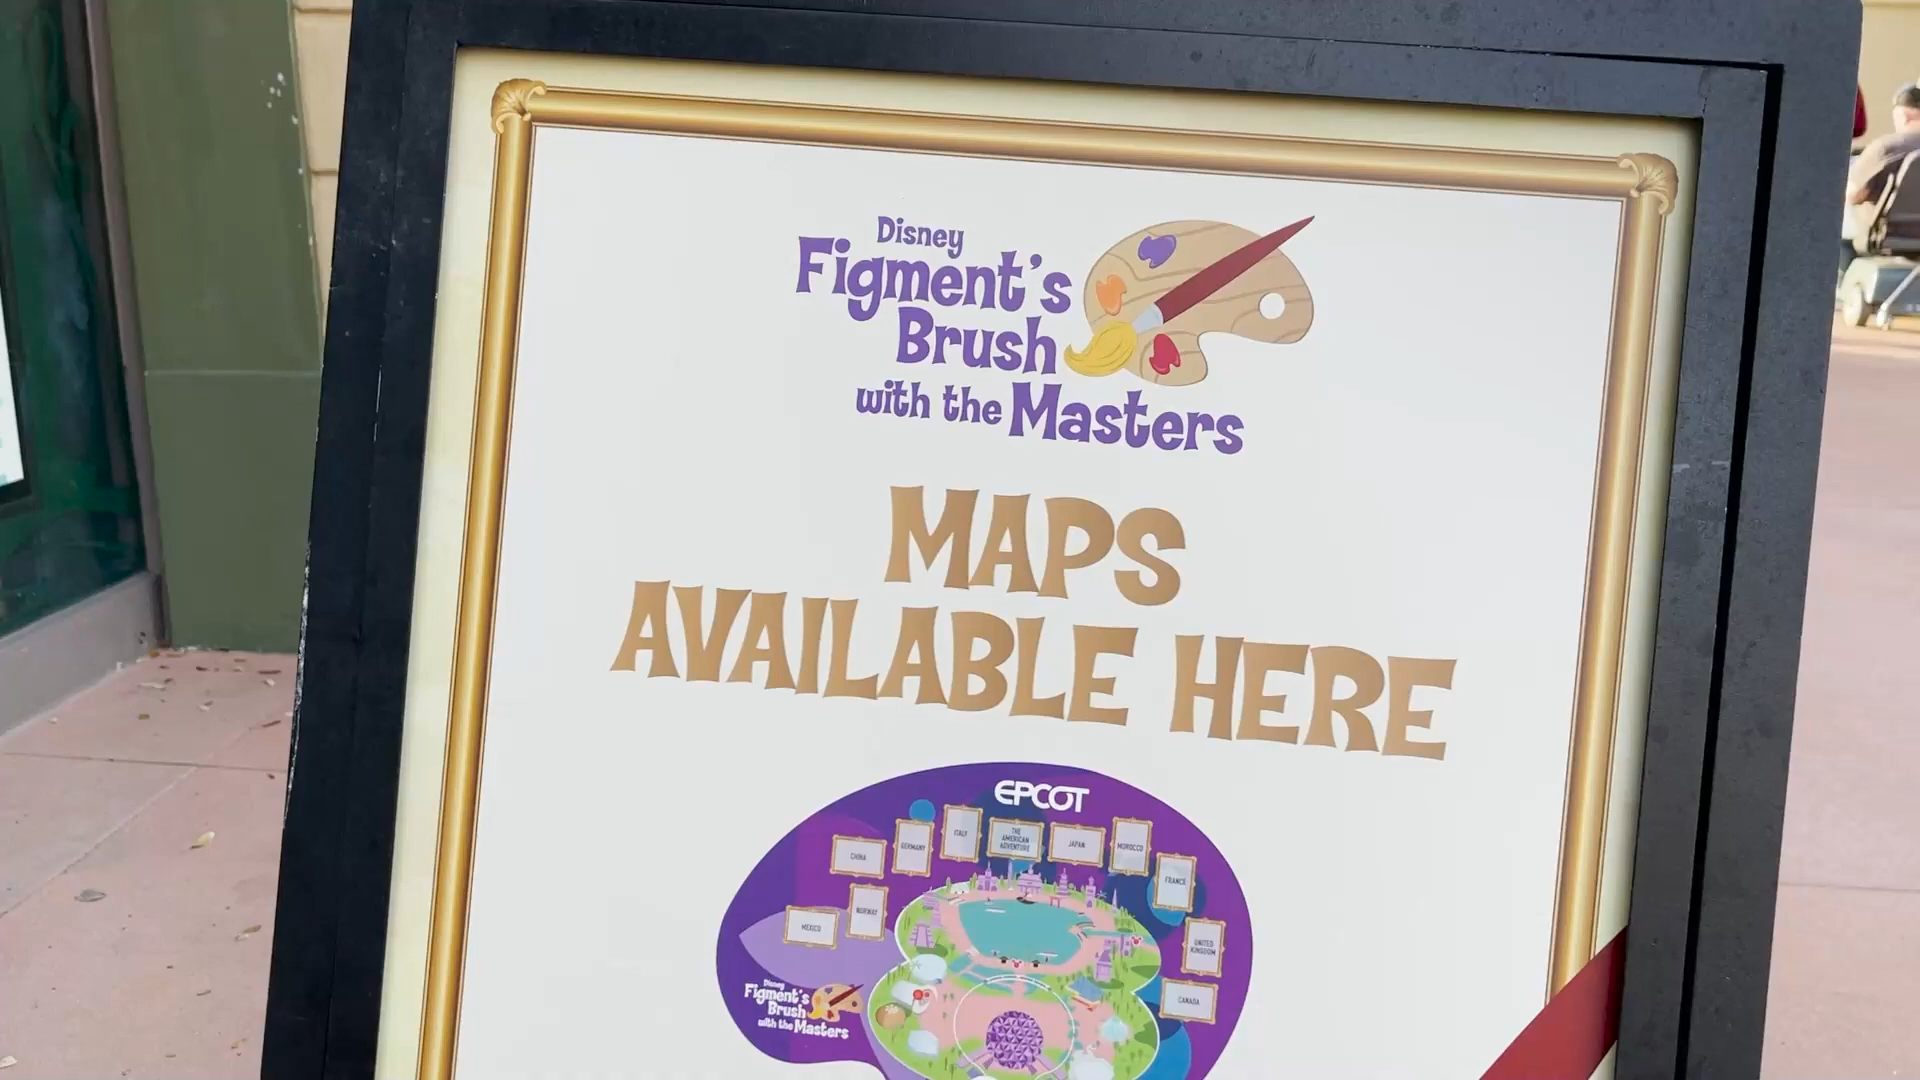 Disney
Figment's
Brush
with the Masters
MAPS
AVAILABLE HERE
EPCOT
CHINA
GERMANY
ITALY
THE
AMERICAN
ADVENTURE
JAPAN
MOROCCO
FRANCE
MEXICO
NORWAY
UNITED
KINGDOM
CANADA
Disney
Figment's
Brush
with the Masters